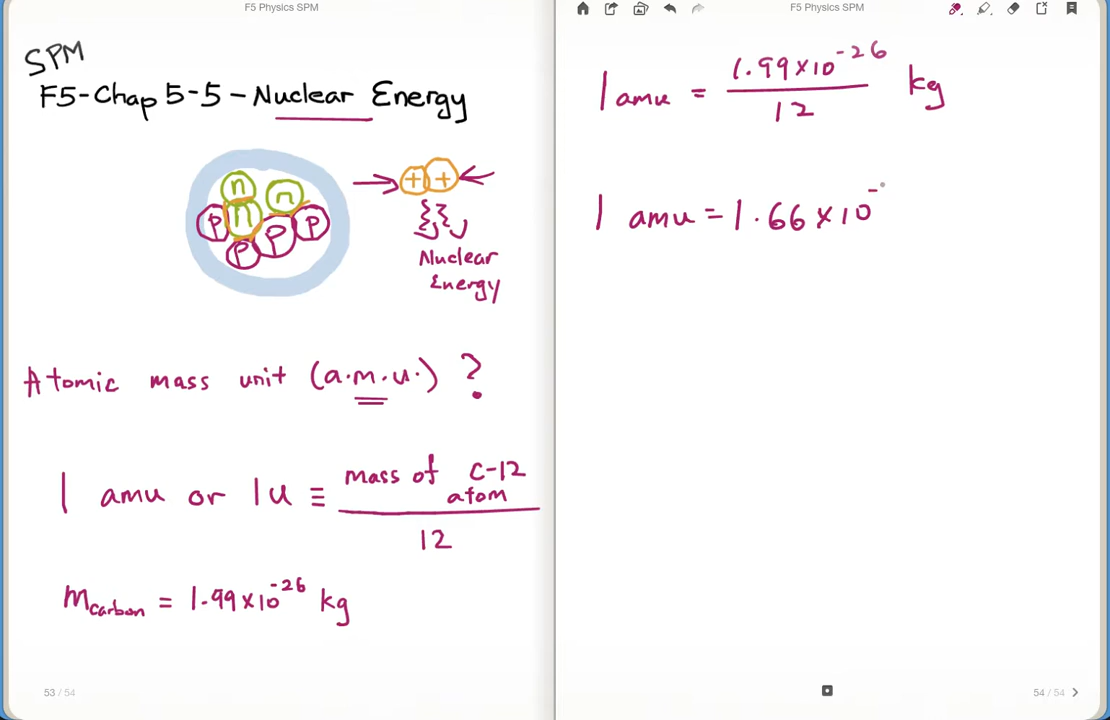 F5 Physics SPM
SPM
F5-Chap 5-5 – Nuclear Energy
n n n p p p p
+ +
Nuclear
Energy
Atomic mass unit (a.m.u.) ?
1 amu or 1u ≡ mass of C-12 atom / 12
m carbon = 1.99×10^-26 kg
53 / 54
F5 Physics SPM
1 amu = 1.99×10^-26 / 12 kg
1 amu = 1.66×10^-
54 / 54